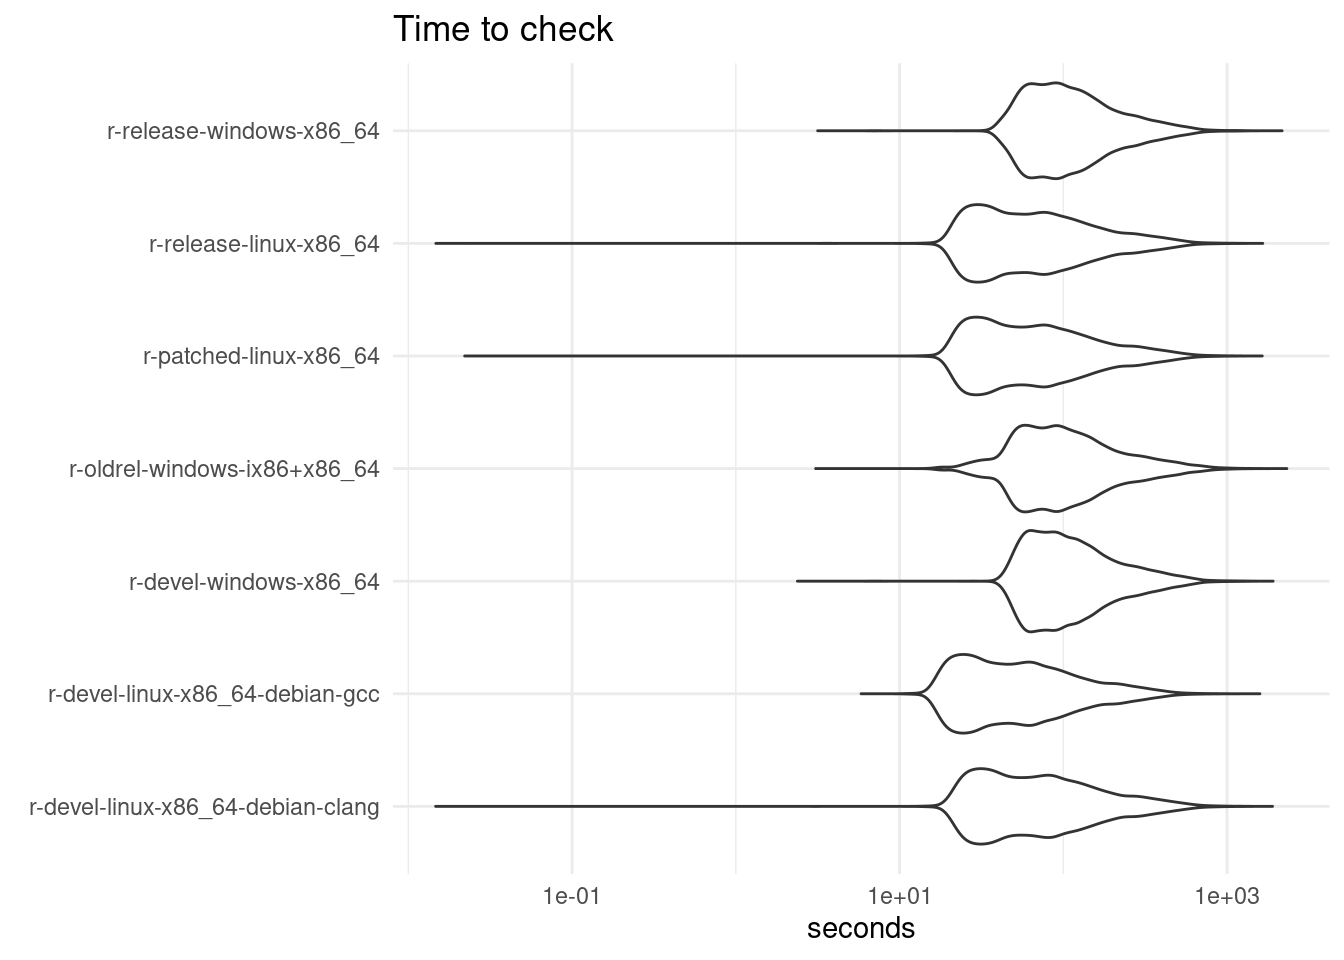 Time to check
r-release-windows-x86_64
r-release-linux-x86_64
r-patched-linux-x86_64
r-oldrel-windows-ix86+x86_64
r-devel-windows-x86_64
r-devel-linux-x86_64-debian-gcc
r-devel-linux-x86_64-debian-clang
1e-01 1e+01 1e+03
seconds